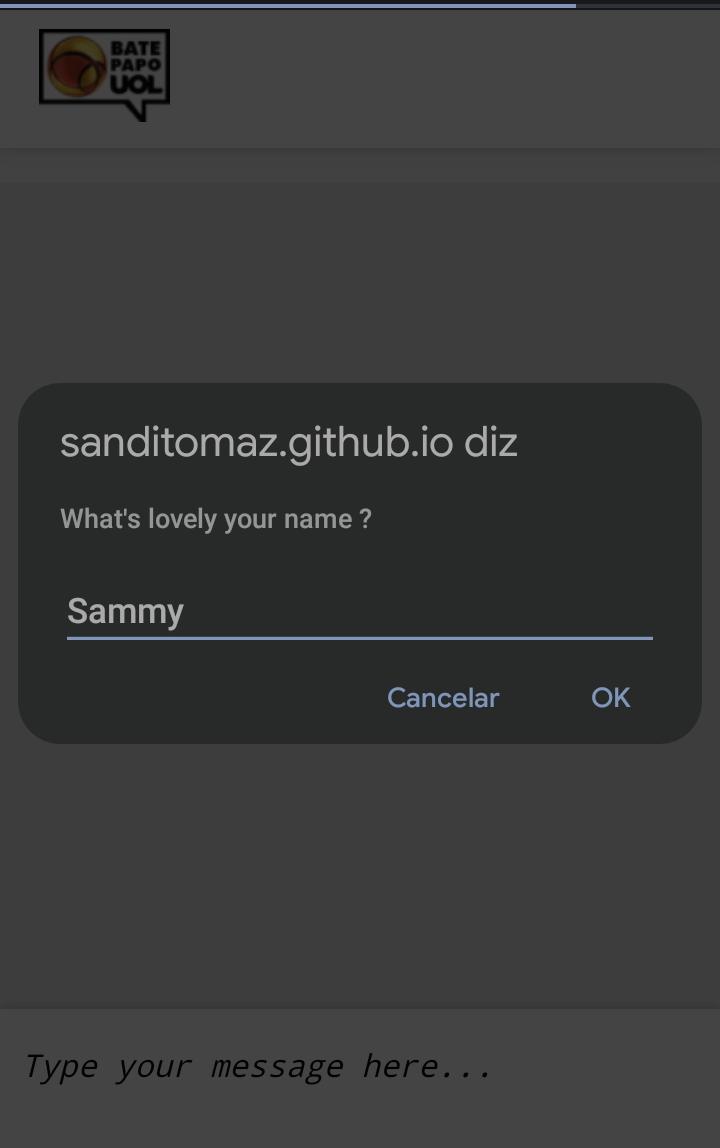 BATE
PAPO
UOL
sanditomaz.github.io diz
What's lovely your name ?
Sammy
Cancelar OK
Type your message here...